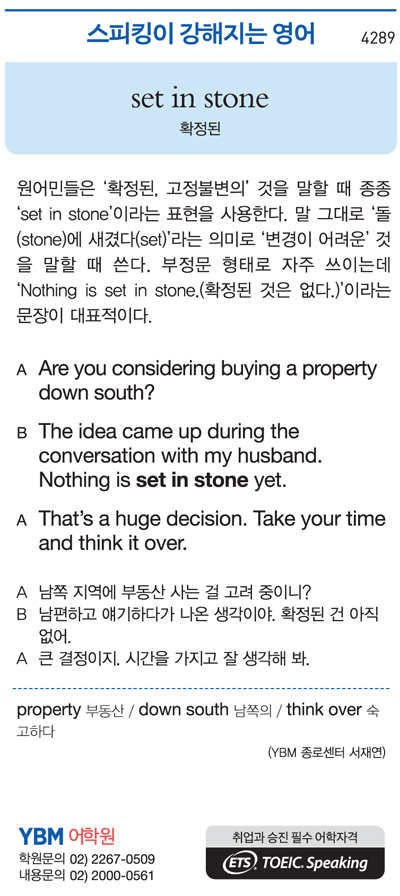 스피킹이 강해지는 영어
4289
set in stone
확정된
원어민들은 ‘확정된, 고정불변의’ 것을 말할 때 종종
‘set in stone’이라는 표현을 사용한다. 말 그대로 ‘돌
(stone)에 새겼다(set)’라는 의미로 ‘변경이 어려운’ 것
을 말할 때 쓴다. 부정문 형태로 자주 쓰이는데
‘Nothing is set in stone.(확정된 것은 없다.)’이라는
문장이 대표적이다.
A Are you considering buying a property
down south?
B The idea came up during the
conversation with my husband.
Nothing is set in stone yet.
A That’s a huge decision. Take your time
and think it over.
A 남쪽 지역에 부동산 사는 걸 고려 중이니?
B 남편하고 얘기하다가 나온 생각이야. 확정된 건 아직
없어.
A 큰 결정이지. 시간을 가지고 잘 생각해 봐.
property 부동산 / down south 남쪽의 / think over 숙
고하다
(YBM 종로센터 서재연)
YBM 어학원
학원문의 02) 2267-0509
내용문의 02) 2000-0561
취업과 승진 필수 어학자격
ETS TOEIC. Speaking